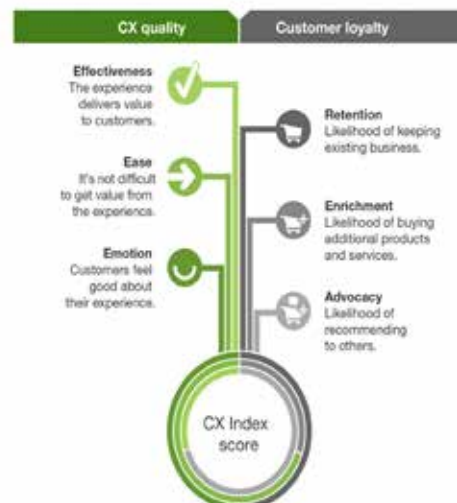 CX quality
Customer loyalty
Effectiveness
The experience
delivers value
to customers.
Ease
It's not difficult
to get value from
the experience.
Emotion
Customers feel
good about
their experience.
Retention
Likelihood of keeping
existing business.
Enrichment
Likelihood of buying
additional products
and services.
Advocacy
Likelihood of
recommending
to others.
CX Index
score